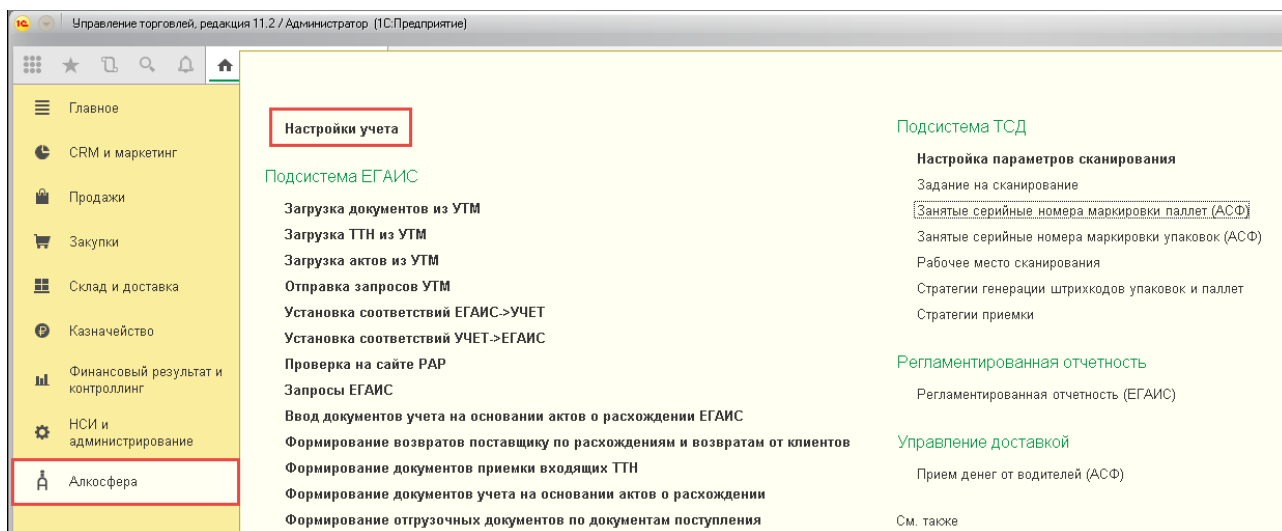 1С Управление торговлей, редакция 11.2 / Администратор (1С:Предприятие)
Главное
CRM и маркетинг
Продажи
Закупки
Склад и доставка
Казначейство
Финансовый результат и
контроллинг
НСИ и
администрирование
Алкосфера
Настройки учета
Подсистема ЕГАИС
Загрузка документов из УТМ
Загрузка ТТН из УТМ
Загрузка актов из УТМ
Отправка запросов УТМ
Установка соответствий ЕГАИС->УЧЕТ
Установка соответствий УЧЕТ->ЕГАИС
Проверка на сайте РАР
Запросы ЕГАИС
Ввод документов учета на основании актов о расхождении ЕГАИС
Формирование возвратов поставщику по расхождениям и возвратам от клиентов
Формирование документов приемки входящих ТТН
Формирование документов учета на основании актов о расхождении
Формирование отгрузочных документов по документам поступления
Подсистема ТСД
Настройка параметров сканирования
Задание на сканирование
Занятые серийные номера маркировки паллет (АСФ)
Занятые серийные номера маркировки упаковок (АСФ)
Рабочее место сканирования
Стратегии генерации штрихкодов упаковок и паллет
Стратегии приемки
Регламентированная отчетность
Регламентированная отчетность (ЕГАИС)
Управление доставкой
Прием денег от водителей (АСФ)
См. также